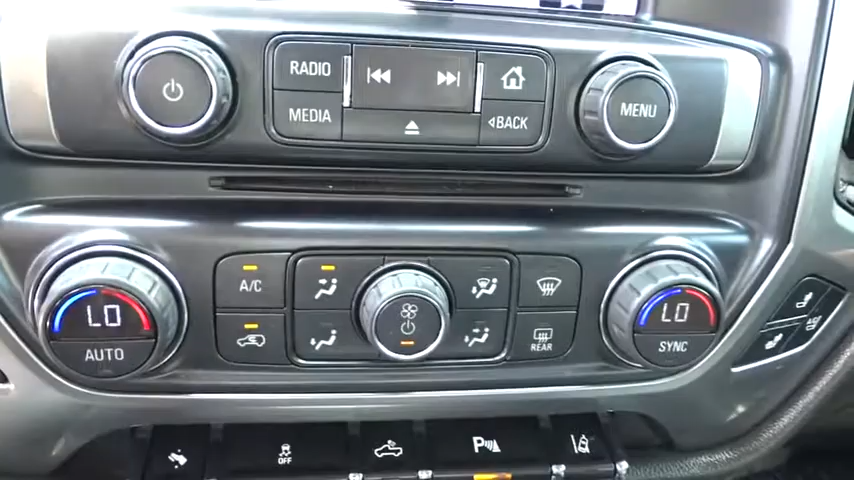 RADIO
MEDIA
BACK
MENU
A/C
LO
AUTO
REAR
LO
SYNC
OFF